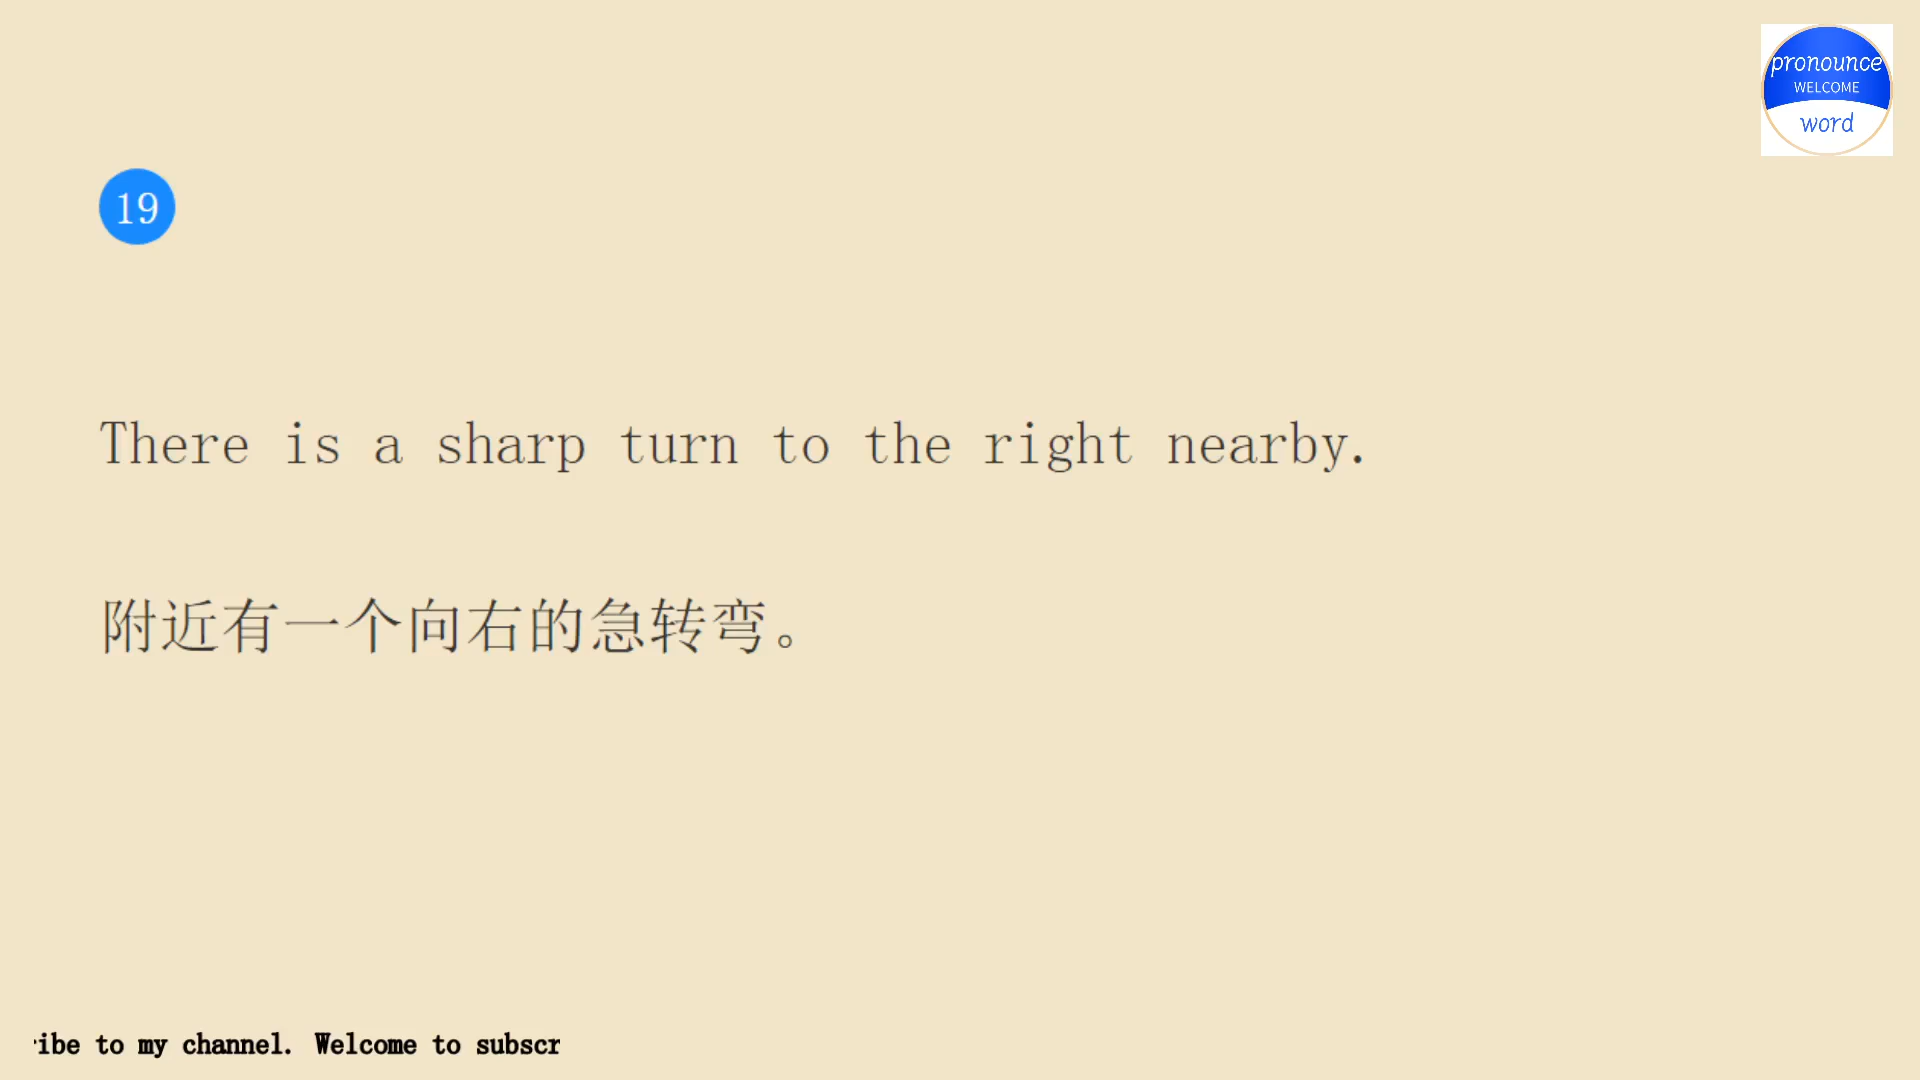 pronounce
WELCOME
word
19
There is a sharp turn to the right nearby.
附近有一个向右的急转弯。
ibe to my channel. Welcome to subscr